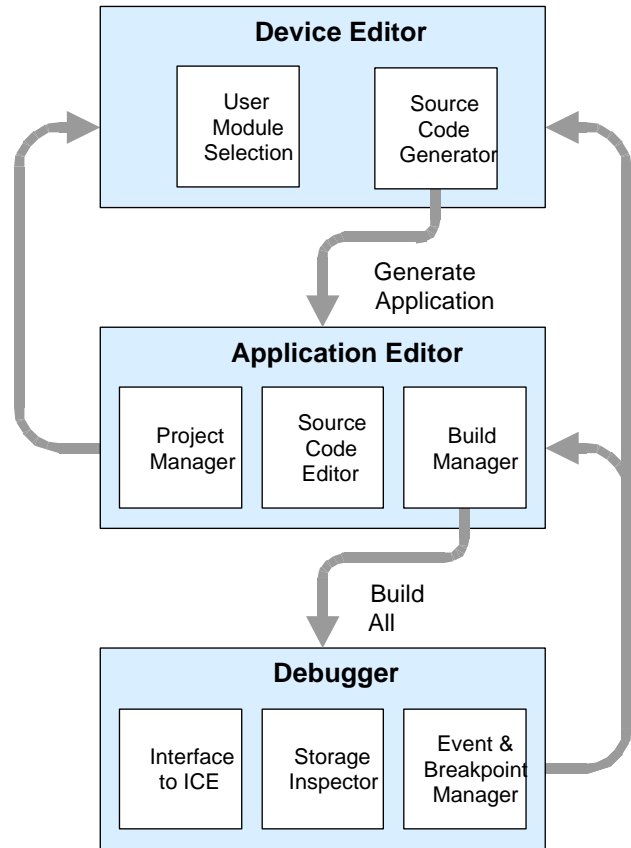 Device Editor
User
Module
Selection
Source
Code
Generator
Generate
Application
Application Editor
Project
Manager
Source
Code
Editor
Build
Manager
Build
All
Debugger
Interface
to ICE
Storage
Inspector
Event &
Breakpoint
Manager